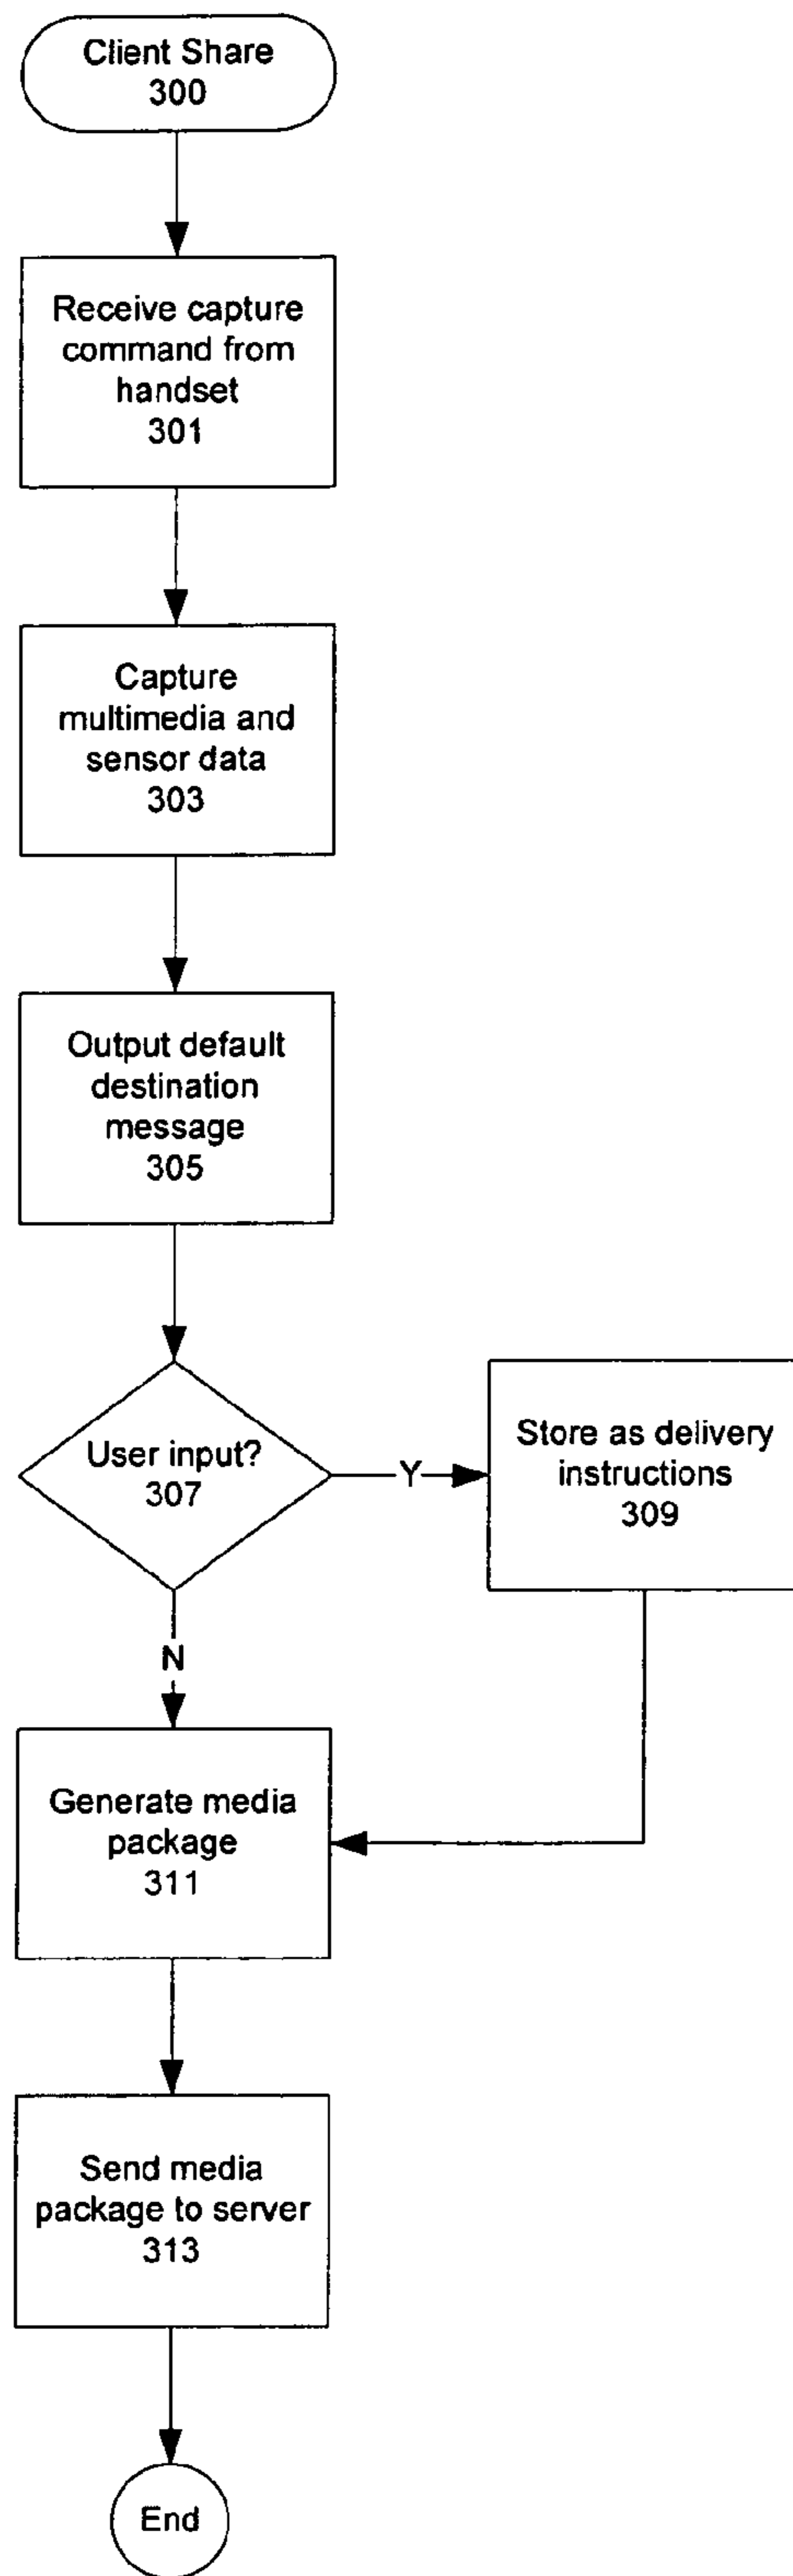 Client Share
300
Receive capture
command from
handset
301
Capture
multimedia and
sensor data
303
Output default
destination
message
305
User input?
307
Y
Store as delivery
instructions
309
N
Generate media
package
311
Send media
package to server
313
End